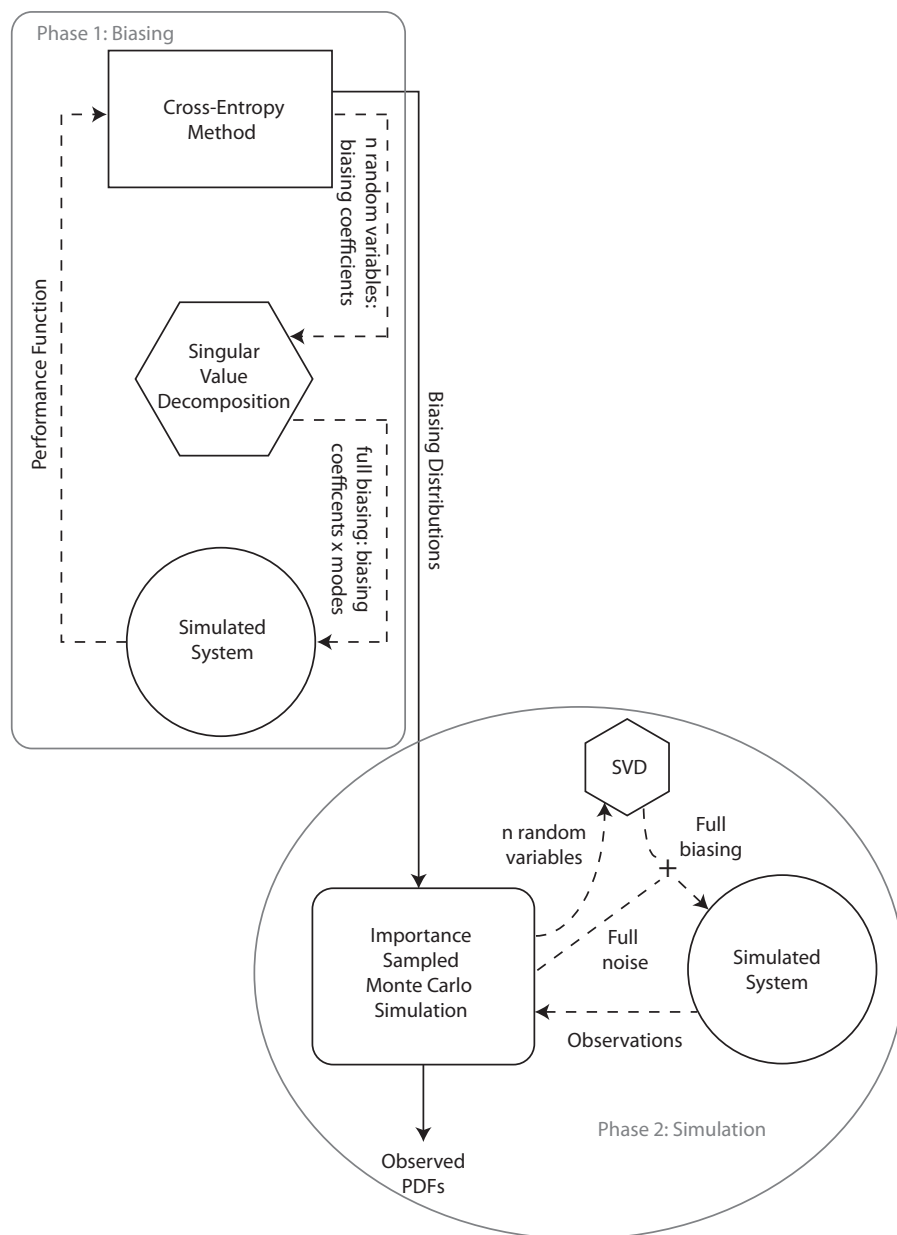 Phase 1: Biasing
Cross-Entropy
Method
n random variables:
biasing coefficients
Performance Function
Singular
Value
Decomposition
full biasing: biasing
coefficents x modes
Biasing Distributions
Simulated
System
SVD
n random
variables
Full
biasing
+
Importance
Sampled
Monte Carlo
Simulation
Full
noise
Simulated
System
Observations
Phase 2: Simulation
Observed
PDFs